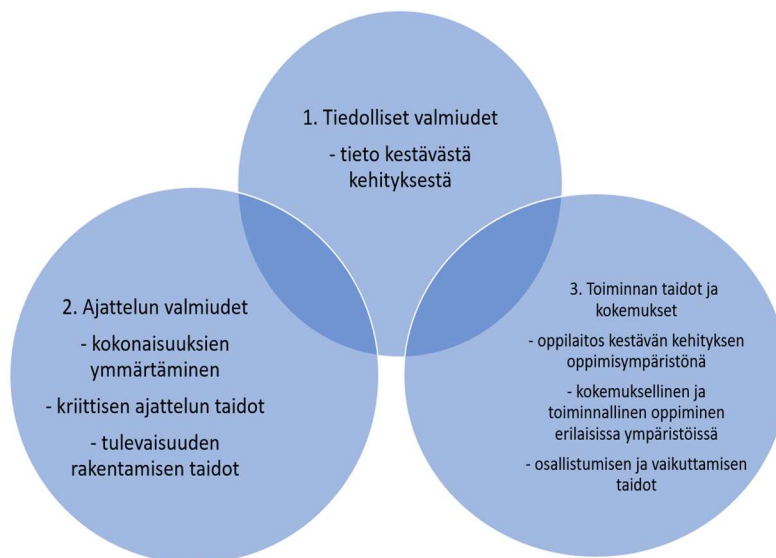 1. Tiedolliset valmiudet
- tieto kestävästä
kehityksestä
2. Ajattelun valmiudet
- kokonaisuuksien
ymmärtäminen
- kriittisen ajattelun taidot
- tulevaisuuden
rakentamisen taidot
3. Toiminnan taidot ja
kokemukset
- oppilaitos kestävän kehityksen
oppimisympäristönä
- kokemuksellinen ja
toiminnallinen oppiminen
erilaisissa ympäristöissä
- osallistumisen ja vaikuttamisen
taidot